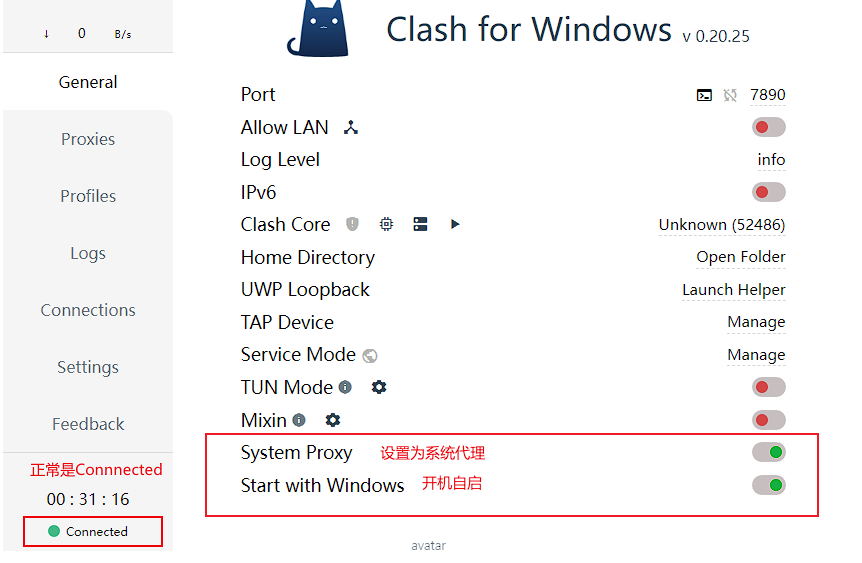 ↓ 0 B/s
General
Proxies
Profiles
Logs
Connections
Settings
Feedback
正常是Connnected
00 : 31 : 16
Connected
Clash for Windows v 0.20.25
Port 7890
Allow LAN
Log Level info
IPv6
Clash Core Unknown (52486)
Home Directory Open Folder
UWP Loopback Launch Helper
TAP Device Manage
Service Mode Manage
TUN Mode
Mixin
System Proxy 设置为系统代理
Start with Windows 开机自启
avatar